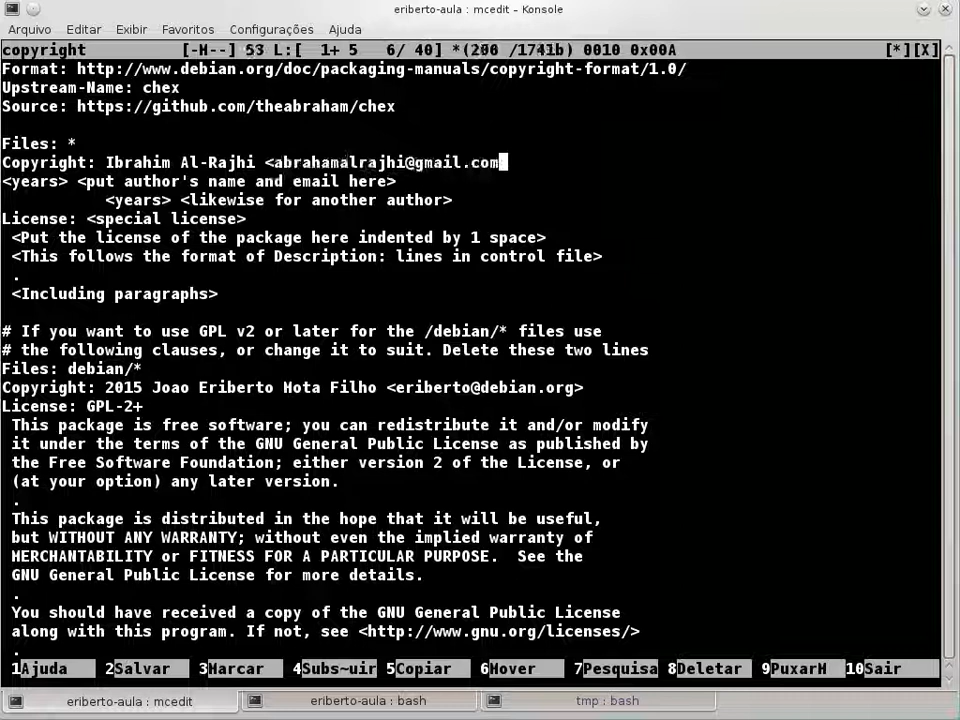 eriberto-aula : mcedit – Konsole
Arquivo Editar Exibir Favoritos Configurações Ajuda
copyright [-H--] 53 L:[ 1+ 5 6/ 40] *(206 /1741b) 0010 0x00A [*][X]
Format: http://www.debian.org/doc/packaging-manuals/copyright-format/1.0/
Upstream-Name: chex
Source: https://github.com/theabraham/chex
Files: *
Copyright: Ibrahim Al-Rajhi <abrahamalrajhi@gmail.com
<years> <put author's name and email here>
<years> <likewise for another author>
License: <special license>
<Put the license of the package here indented by 1 space>
<This follows the format of Description: lines in control file>
.
<Including paragraphs>
# If you want to use GPL v2 or later for the /debian/* files use
# the following clauses, or change it to suit. Delete these two lines
Files: debian/*
Copyright: 2015 Joao Eriberto Mota Filho <eriberto@debian.org>
License: GPL-2+
This package is free software; you can redistribute it and/or modify
it under the terms of the GNU General Public License as published by
the Free Software Foundation; either version 2 of the License, or
(at your option) any later version.
.
This package is distributed in the hope that it will be useful,
but WITHOUT ANY WARRANTY; without even the implied warranty of
MERCHANTABILITY or FITNESS FOR A PARTICULAR PURPOSE. See the
GNU General Public License for more details.
.
You should have received a copy of the GNU General Public License
along with this program. If not, see <http://www.gnu.org/licenses/>
.
1Ajuda 2Salvar 3Marcar 4Subs~uir 5Copiar 6Mover 7Pesquisa 8Deletar 9PuxarM 10Sair
eriberto-aula : mcedit eriberto-aula : bash tmp : bash